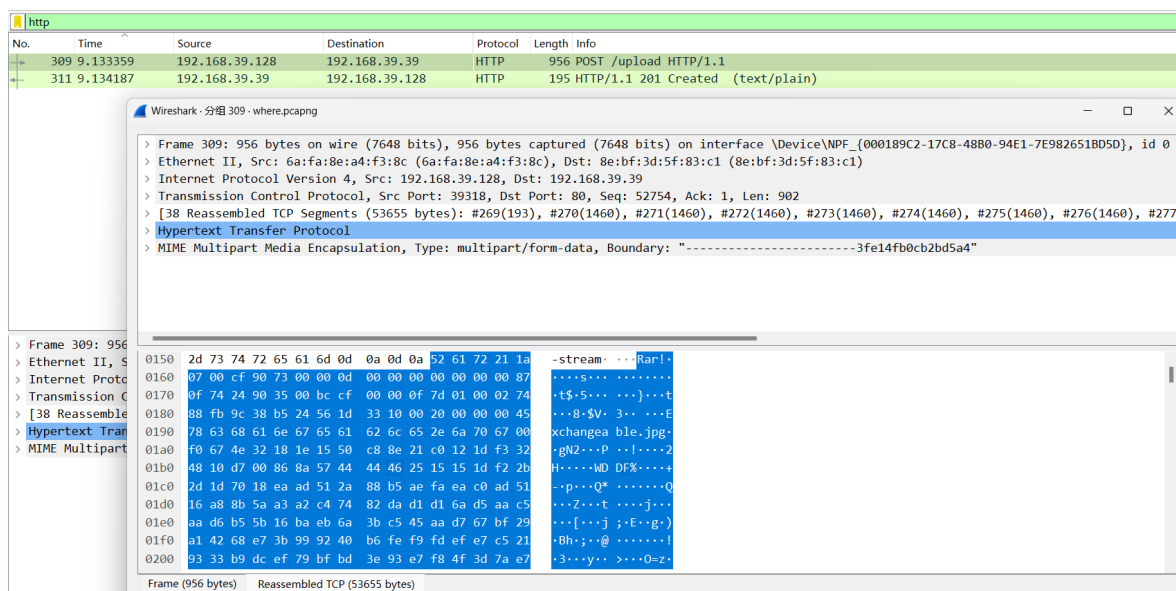 http
No. Time Source Destination Protocol Length Info
309 9.133359 192.168.39.128 192.168.39.39 HTTP 956 POST /upload HTTP/1.1
311 9.134187 192.168.39.39 192.168.39.128 HTTP 195 HTTP/1.1 201 Created (text/plain)
Wireshark · 分组 309 · where.pcapng
Frame 309: 956 bytes on wire (7648 bits), 956 bytes captured (7648 bits) on interface \Device\NPF_{000189C2-17C8-48B0-94E1-7E982651BD5D}, id 0
Ethernet II, Src: 6a:fa:8e:a4:f3:8c (6a:fa:8e:a4:f3:8c), Dst: 8e:bf:3d:5f:83:c1 (8e:bf:3d:5f:83:c1)
Internet Protocol Version 4, Src: 192.168.39.128, Dst: 192.168.39.39
Transmission Control Protocol, Src Port: 39318, Dst Port: 80, Seq: 52754, Ack: 1, Len: 902
[38 Reassembled TCP Segments (53655 bytes): #269(193), #270(1460), #271(1460), #272(1460), #273(1460), #274(1460), #275(1460), #276(1460), #277
Hypertext Transfer Protocol
MIME Multipart Media Encapsulation, Type: multipart/form-data, Boundary: "------------------------3fe14fb0cb2bd5a4"
Frame 309: 956
Ethernet II, S
Internet Proto
Transmission C
[38 Reassemble
Hypertext Tran
MIME Multipart
0150 2d 73 74 72 65 61 6d 0d 0a 0d 0a 52 61 72 21 1a -stream· ···Rar!·
0160 07 00 cf 90 73 00 00 0d 00 00 00 00 00 00 00 87 ····s··· ········
0170 0f 74 24 90 35 00 bc cf 00 00 0f 7d 01 00 02 74 ·t$·5··· ···}···t
0180 88 fb 9c 38 b5 24 56 1d 33 10 00 20 00 00 00 45 ···8·$V· 3·· ···E
0190 78 63 68 61 6e 67 65 61 62 6c 65 2e 6a 70 67 00 xchangea ble.jpg·
01a0 f0 67 4e 32 18 1e 15 50 c8 8e 21 c0 12 1d f3 32 ·gN2···P ··!····2
01b0 48 10 d7 00 86 8a 57 44 44 46 25 15 15 1d f2 2b H·····WD DF%····+
01c0 2d 1d 70 18 ea ad 51 2a 88 b5 ae fa ea c0 ad 51 -·p···Q* ·······Q
01d0 16 a8 8b 5a a3 a2 c4 74 82 da d1 d1 6a d5 aa c5 ···Z···t ····j···
01e0 aa d6 b5 5b 16 ba eb 6a 3b c5 45 aa d7 67 bf 29 ···[···j ;·E··g·)
01f0 a1 42 68 e7 3b 99 92 40 b6 fe f9 fd ef e7 c5 21 ·Bh·;··@ ·······!
0200 93 33 b9 dc ef 79 bf bd 3e 93 e7 f8 4f 3d 7a e7 ·3···y·· >···O=z·
Frame (956 bytes) Reassembled TCP (53655 bytes)